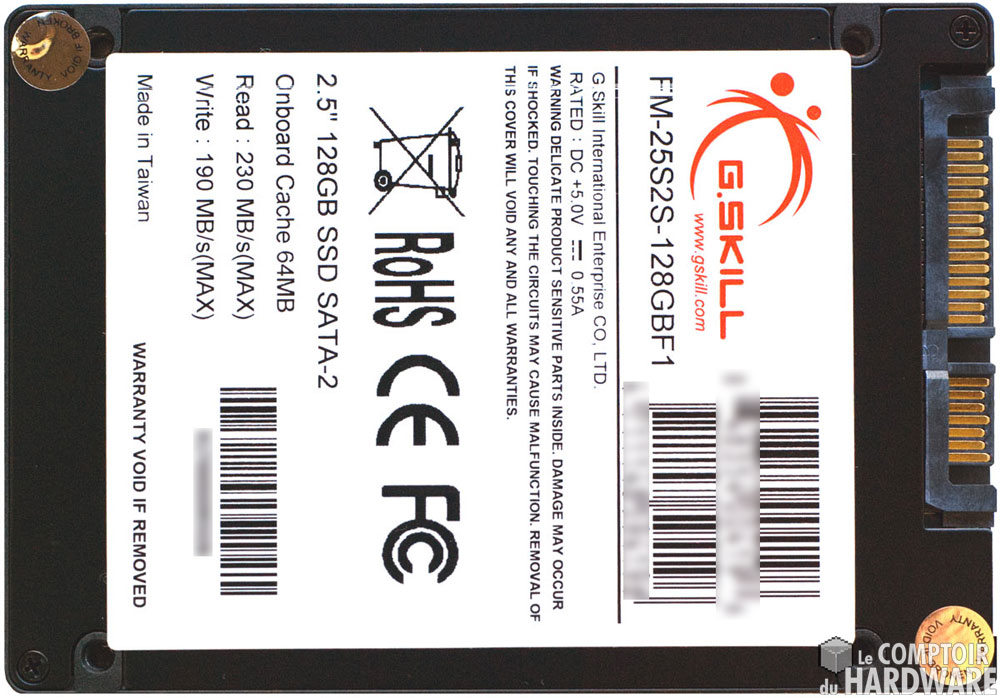 G.SKILL
www.gskill.com
FM-25S2S-128GBF1
G.Skill International Enterprise CO, LTD.
RATED : DC +5.0V ⎓ 0.55A
WARNING DELICATE PRODUCT SENSITIVE PARTS INSIDE. DAMAGE MAY OCCUR
IF SHOCKED. TOUCHING THE CIRCUITS MAY CAUSE MALFUNCTION. REMOVAL OF
THIS COVER WILL VOID ANY AND ALL WARRANTIES.
RoHS CE FC
2.5" 128GB SSD SATA-2
Onboard Cache 64MB
Read : 230 MB/s(MAX)
Write : 190 MB/s(MAX)
Made in Taiwan
WARRANTY VOID IF REMOVED
WARRANTY VOID IF BROKEN
WARRANTY VOID
Le COMPTOIR
du HARDWARE